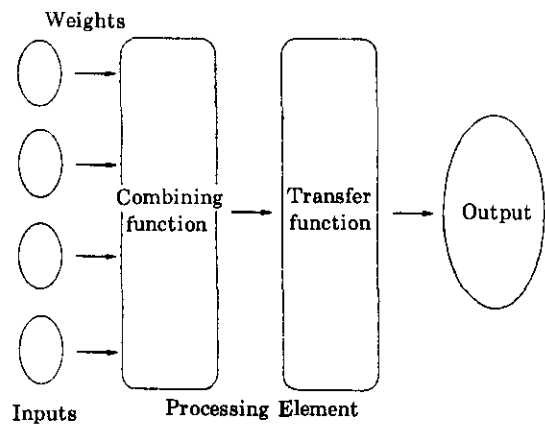 Weights
Combining
function
Transfer
function
Output
Inputs
Processing Element